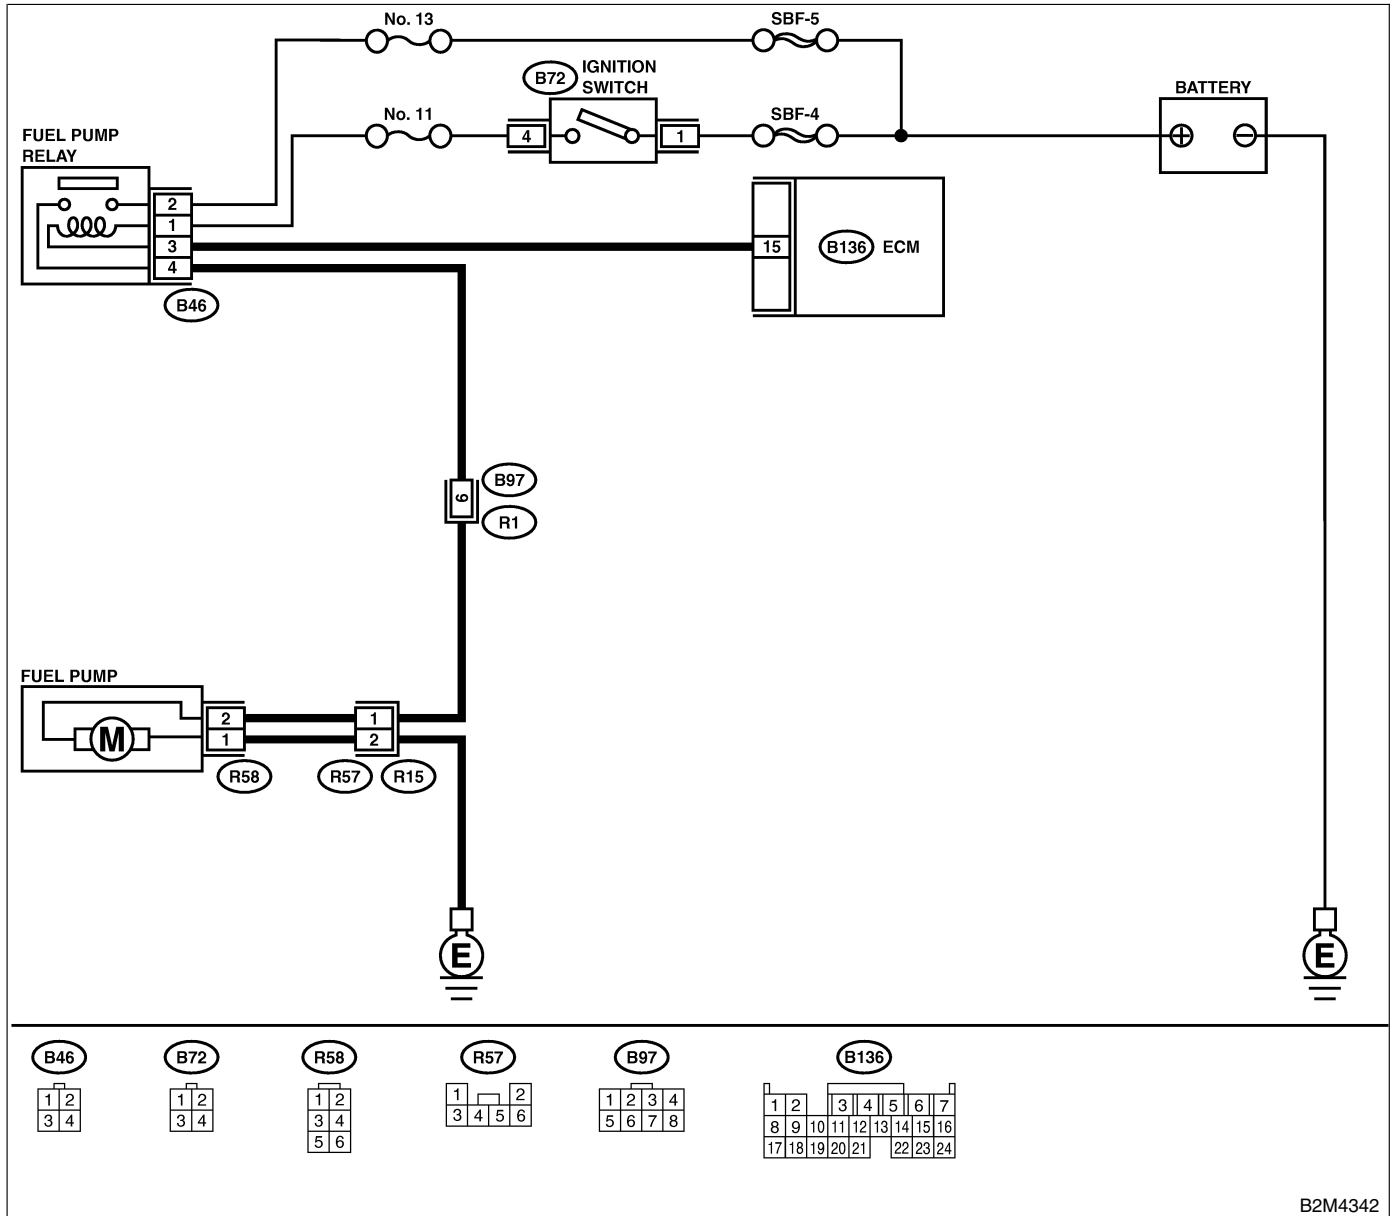 No. 13
SBF-5
B72
IGNITION
SWITCH
BATTERY
No. 11
SBF-4
4
1
FUEL PUMP
RELAY
2
1
3
4
15
B136
ECM
B46
B97
6
R1
FUEL PUMP
M
2
1
1
2
R58
R57
R15
E
E
B46
B72
R58
R57
B97
B136
1 2
3 4
1 2
3 4
1 2
3 4
5 6
1 2
3 4 5 6
1 2 3 4
5 6 7 8
1 2 3 4 5 6 7
8 9 10 11 12 13 14 15 16
17 18 19 20 21 22 23 24
B2M4342